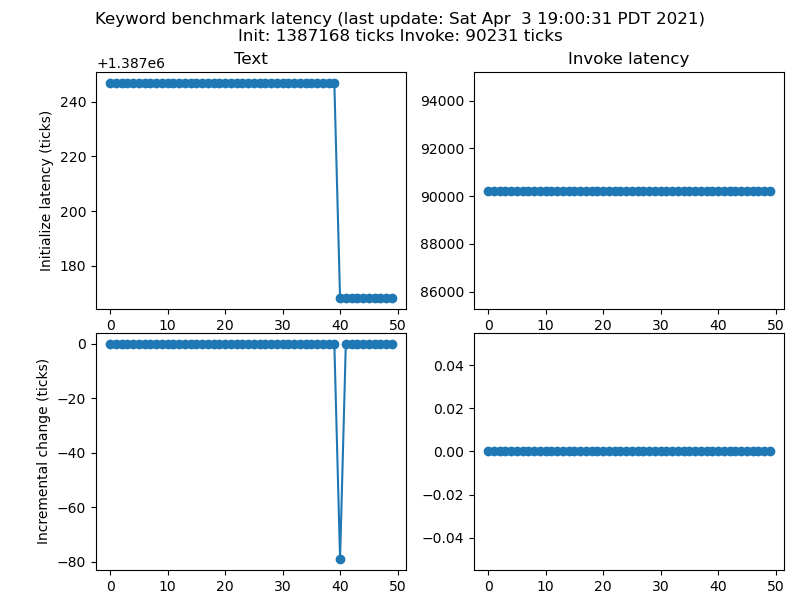 Keyword benchmark latency (last update: Sat Apr  3 19:00:31 PDT 2021)
Init: 1387168 ticks Invoke: 90231 ticks
Text
Invoke latency
+1.387e6
Initialize latency (ticks)
240
220
200
180
0 10 20 30 40 50
94000
92000
90000
88000
86000
0 10 20 30 40 50
Incremental change (ticks)
0
−20
−40
−60
−80
0 10 20 30 40 50
0.04
0.02
0.00
−0.02
−0.04
0 10 20 30 40 50